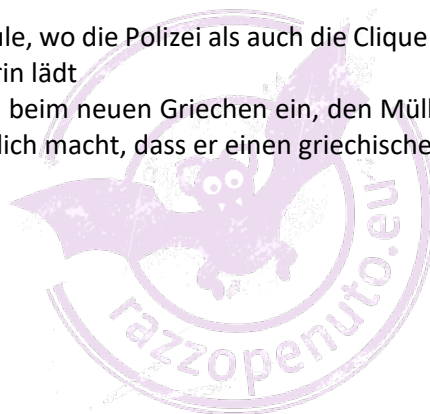 ule, wo die Polizei als auch die Clique
rin lädt
beim neuen Griechen ein, den Müll
lich macht, dass er einen griechische
razzopenuto.eu